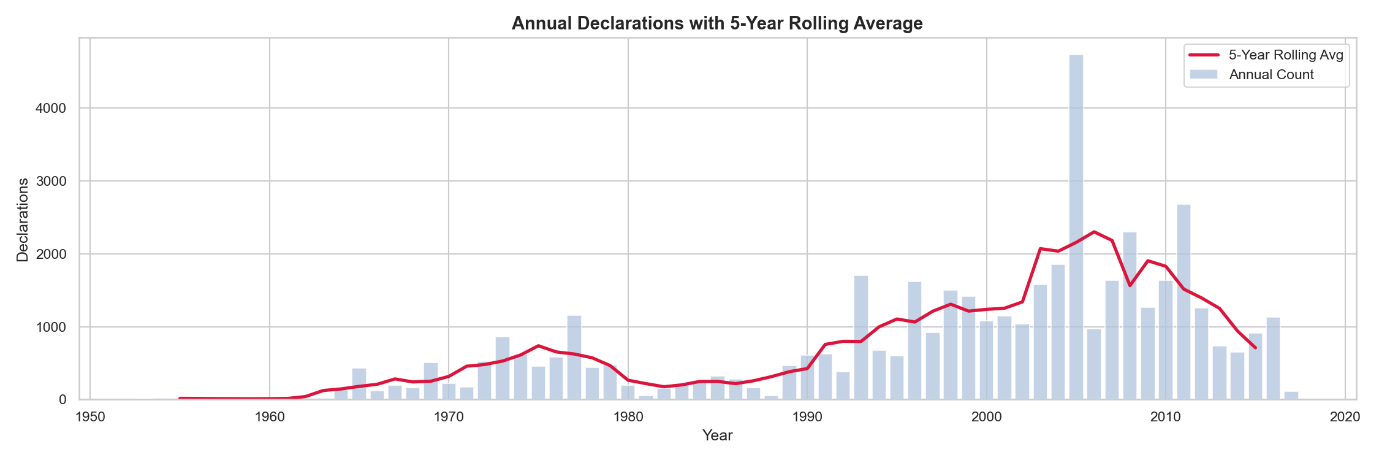 Annual Declarations with 5-Year Rolling Average
5-Year Rolling Avg
Annual Count
Declarations
4000
3000
2000
1000
0
1950 1960 1970 1980 1990 2000 2010 2020
Year